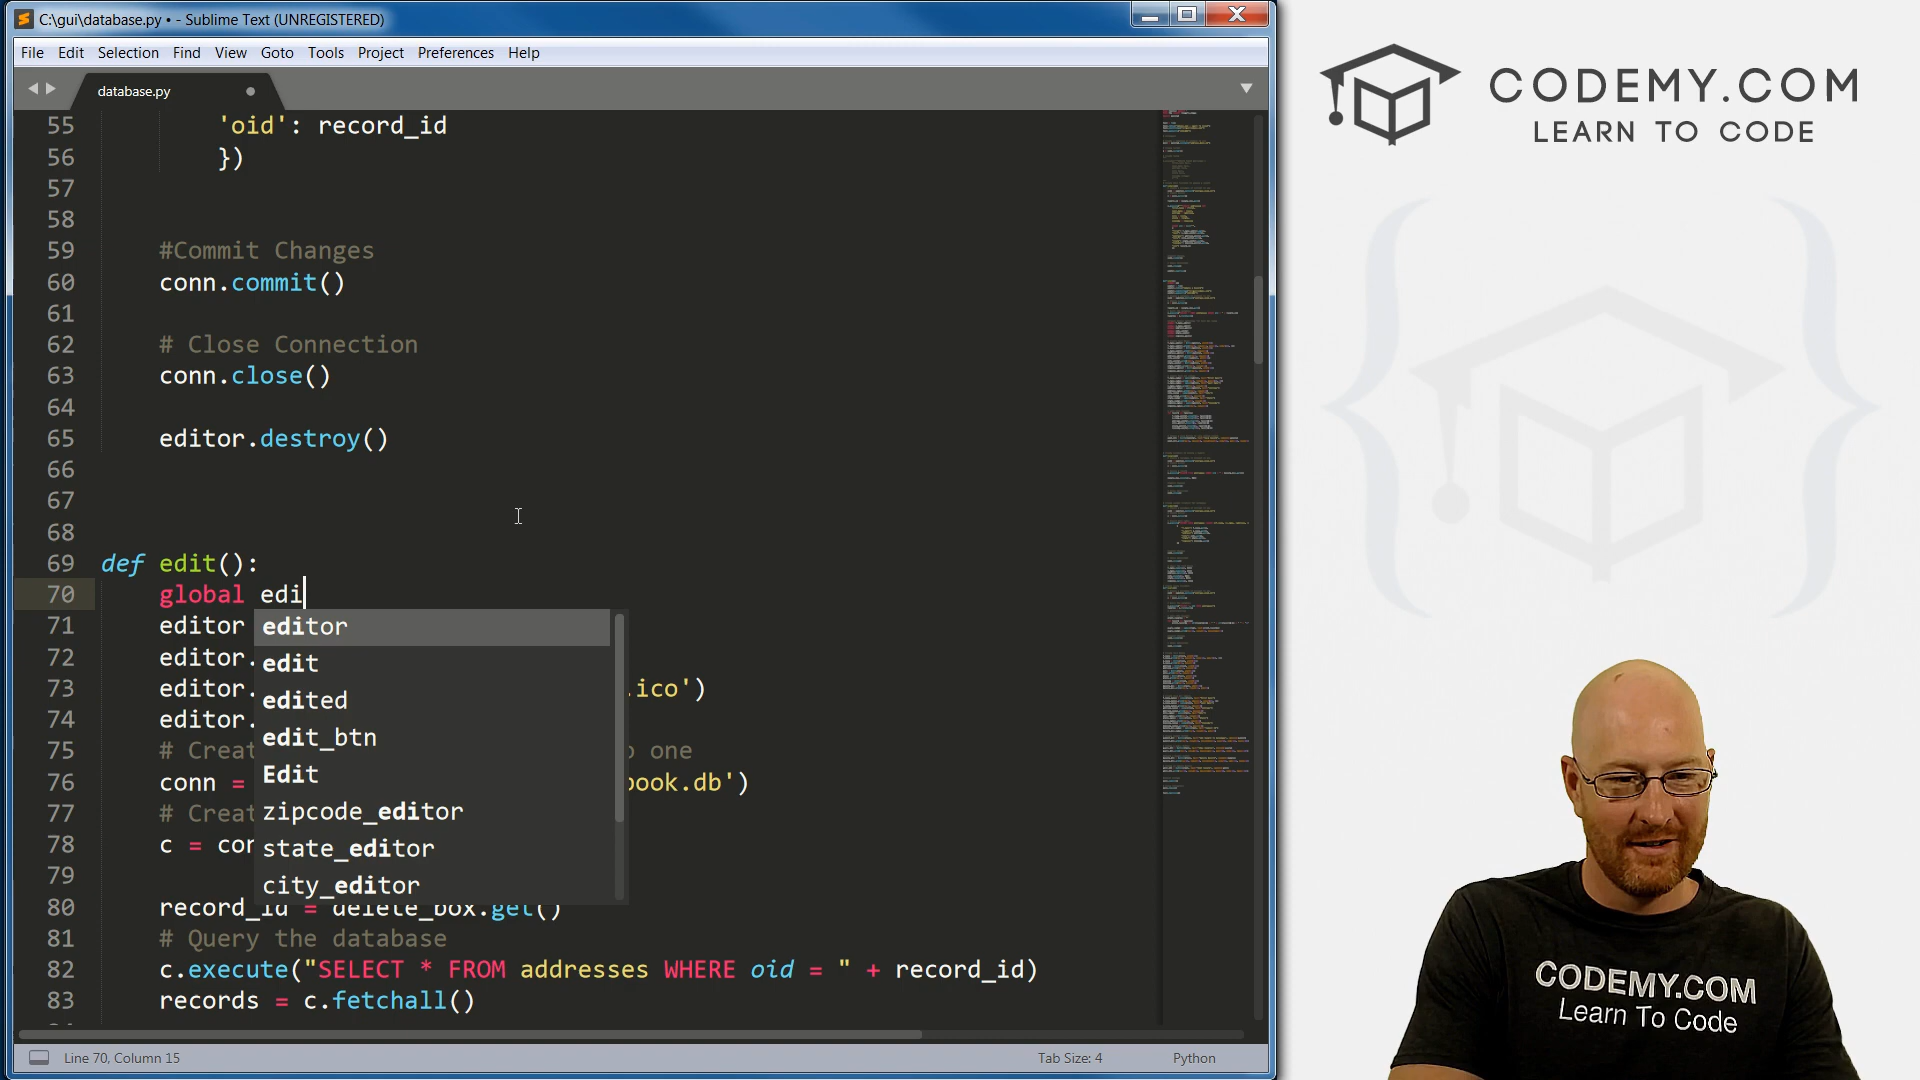 C:\gui\database.py • - Sublime Text (UNREGISTERED)
File Edit Selection Find View Goto Tools Project Preferences Help
database.py
55 'oid': record_id
56 })
57
58
59 #Commit Changes
60 conn.commit()
61
62 # Close Connection
63 conn.close()
64
65 editor.destroy()
66
67
68
69 def edit():
70 global edi
71 editor
72 editor. .ico')
73 editor.
74 editor.
75 # Creat one
76 conn = book.db')
77 # Creat
78 c = con
79
80 record_id = delete_box.get()
81 # Query the database
82 c.execute("SELECT * FROM addresses WHERE oid = " + record_id)
83 records = c.fetchall()
editor
edit
edited
edit_btn
Edit
zipcode_editor
state_editor
city_editor
Line 70, Column 15
Tab Size: 4
Python
CODEMY.COM
LEARN TO CODE
CODEMY.COM
Learn To Code